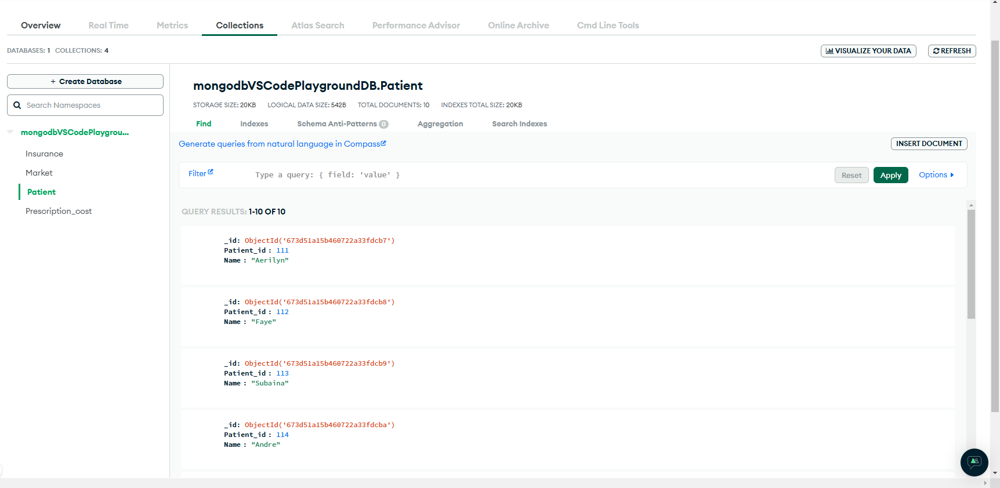 Overview Real Time Metrics Collections Atlas Search Performance Advisor Online Archive Cmd Line Tools
DATABASES: 1 COLLECTIONS: 4
VISUALIZE YOUR DATA REFRESH
+ Create Database
Search Namespaces
mongodbVSCodePlaygrou...
Insurance
Market
Patient
Prescription_cost
mongodbVSCodePlaygroundDB.Patient
STORAGE SIZE: 20KB LOGICAL DATA SIZE: 542B TOTAL DOCUMENTS: 10 INDEXES TOTAL SIZE: 20KB
Find Indexes Schema Anti-Patterns 0 Aggregation Search Indexes
Generate queries from natural language in Compass
INSERT DOCUMENT
Filter Type a query: { field: 'value' } Reset Apply Options
QUERY RESULTS: 1-10 OF 10
_id: ObjectId('673d51a15b460722a33fdcb7')
Patient_id : 111
Name : "Aerilyn"
_id: ObjectId('673d51a15b460722a33fdcb8')
Patient_id : 112
Name : "Faye"
_id: ObjectId('673d51a15b460722a33fdcb9')
Patient_id : 113
Name : "Subaina"
_id: ObjectId('673d51a15b460722a33fdcba')
Patient_id : 114
Name : "Andre"